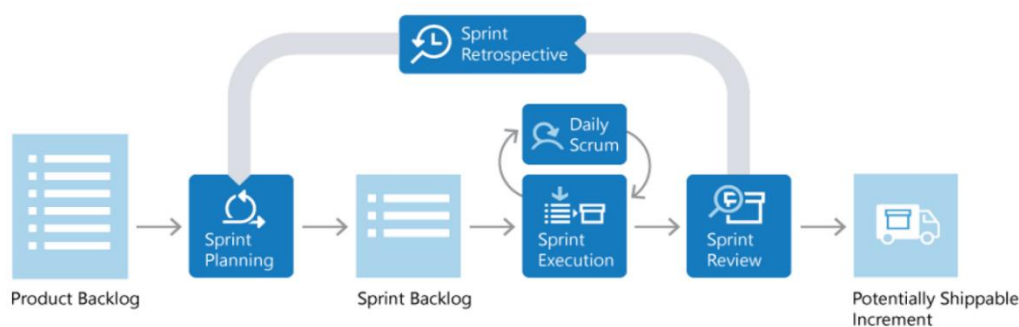 Sprint
Retrospective
Daily
Scrum
Sprint
Planning
Sprint
Execution
Sprint
Review
Product Backlog
Sprint Backlog
Potentially Shippable
Increment